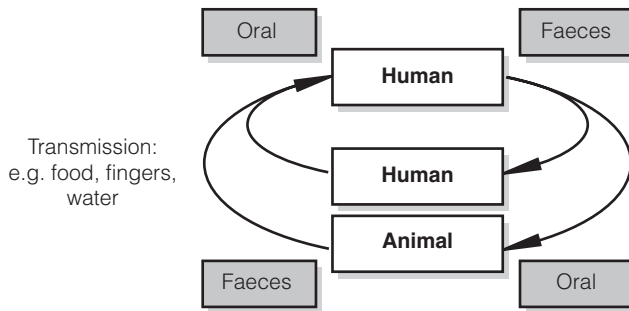 Oral
Faeces
Human
Transmission:
e.g. food, fingers,
water
Human
Animal
Faeces
Oral